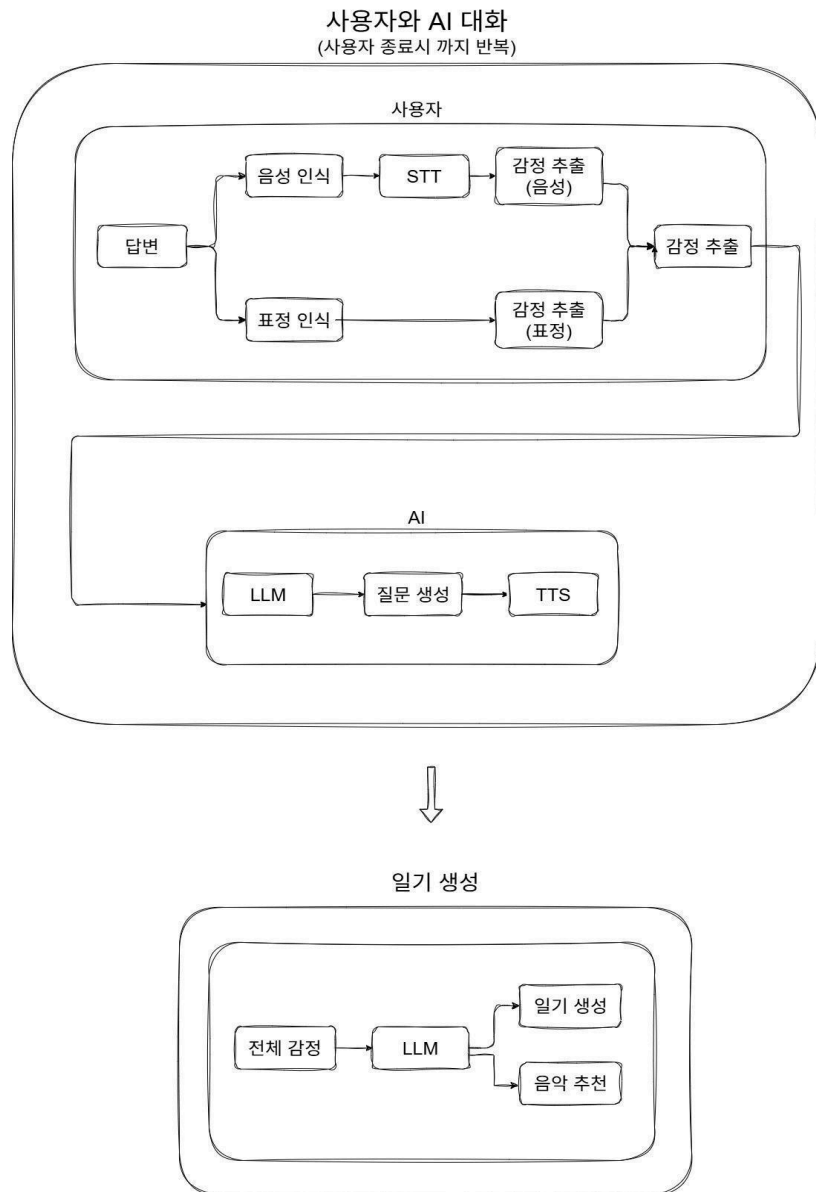 사용자와 AI 대화
(사용자 종료시 까지 반복)
사용자
답변
음성 인식
STT
감정 추출
(음성)
표정 인식
감정 추출
(표정)
감정 추출
AI
LLM
질문 생성
TTS
일기 생성
전체 감정
LLM
일기 생성
음악 추천